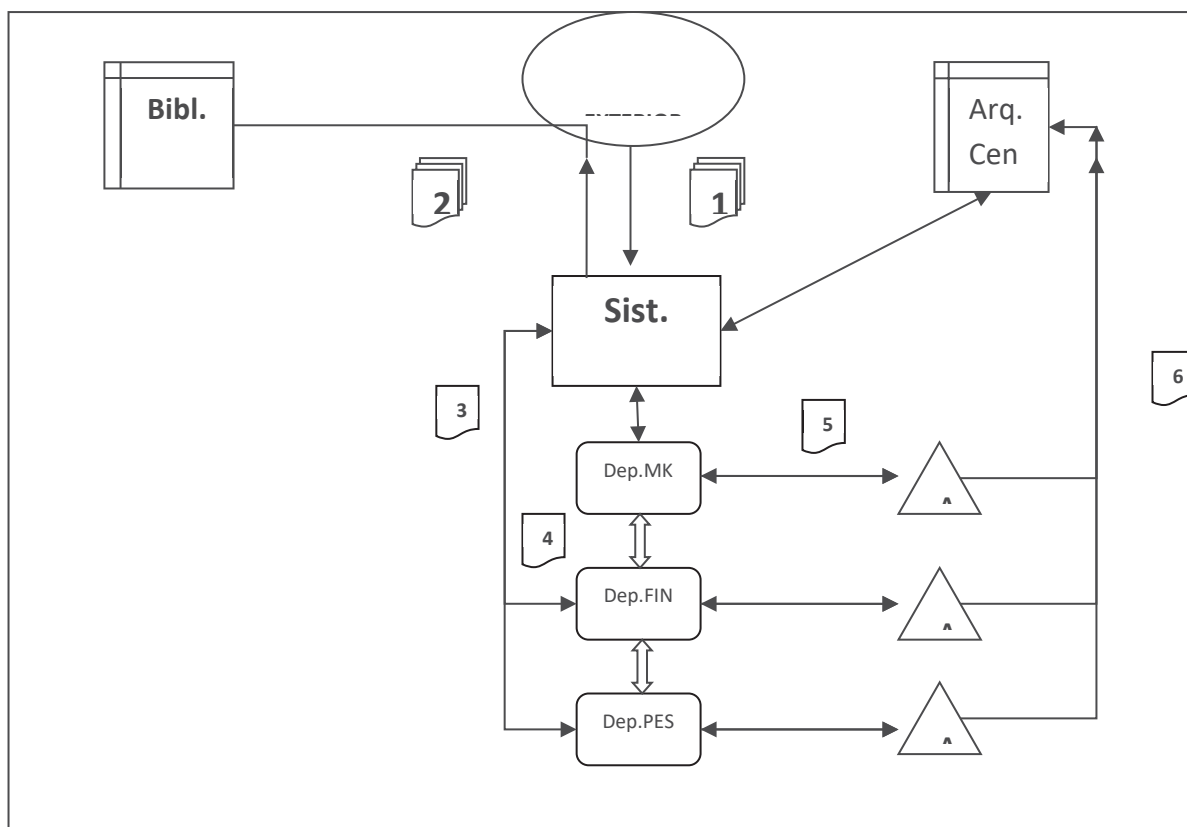 Bibl.
Arq.
Cen
2
1
Sist.
3
5
6
Dep.MK
4
Dep.FIN
Dep.PES